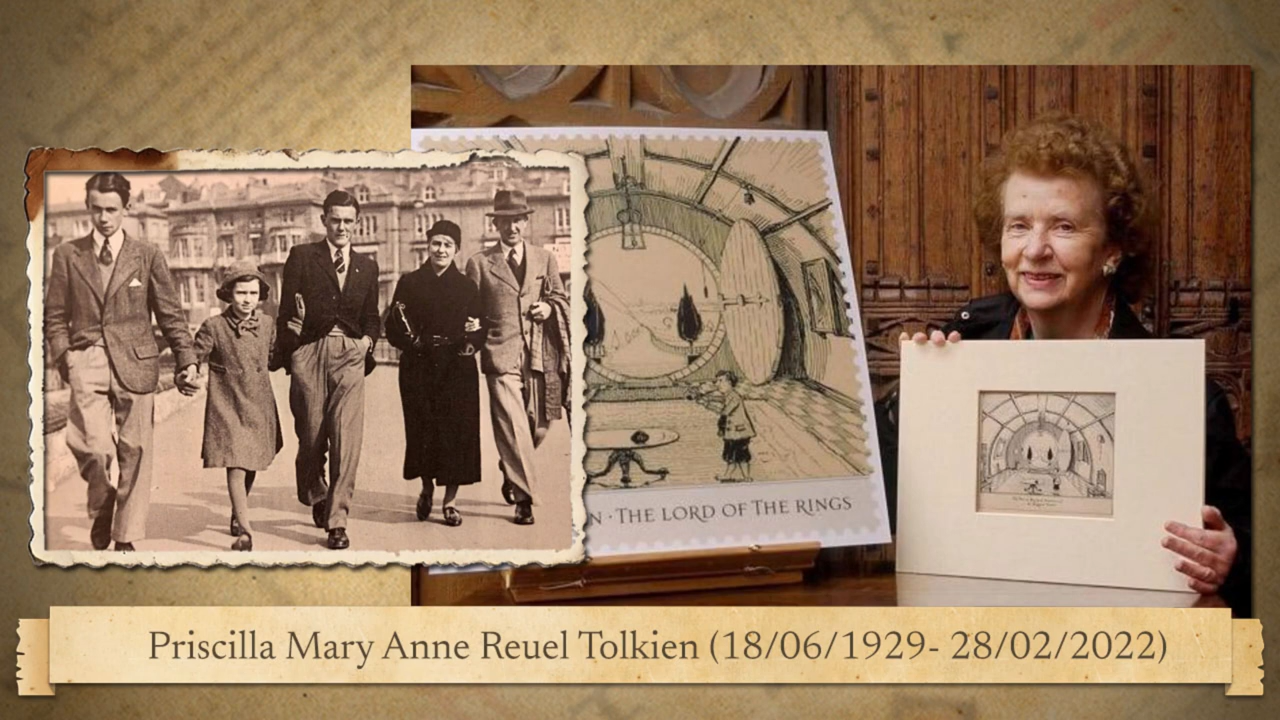 N · THE LORD OF THE RINGS
Priscilla Mary Anne Reuel Tolkien (18/06/1929- 28/02/2022)